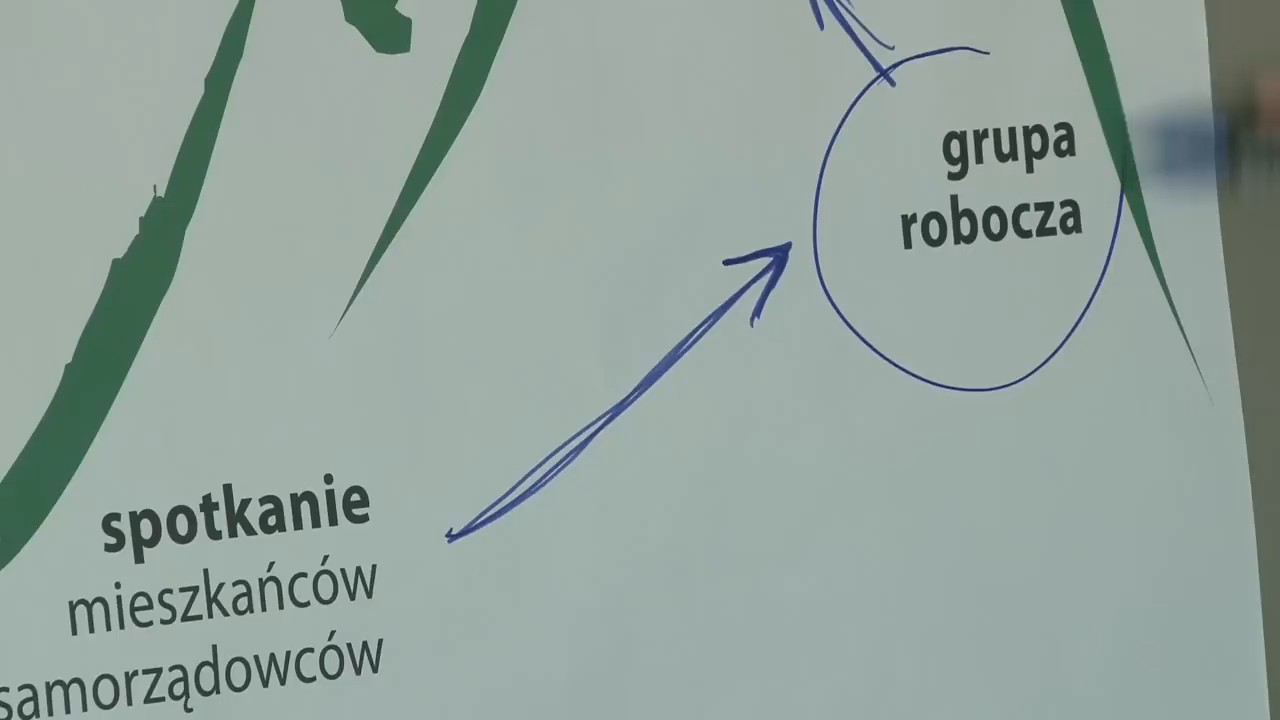 grupa
robocza
spotkanie
mieszkańców
samorządowców